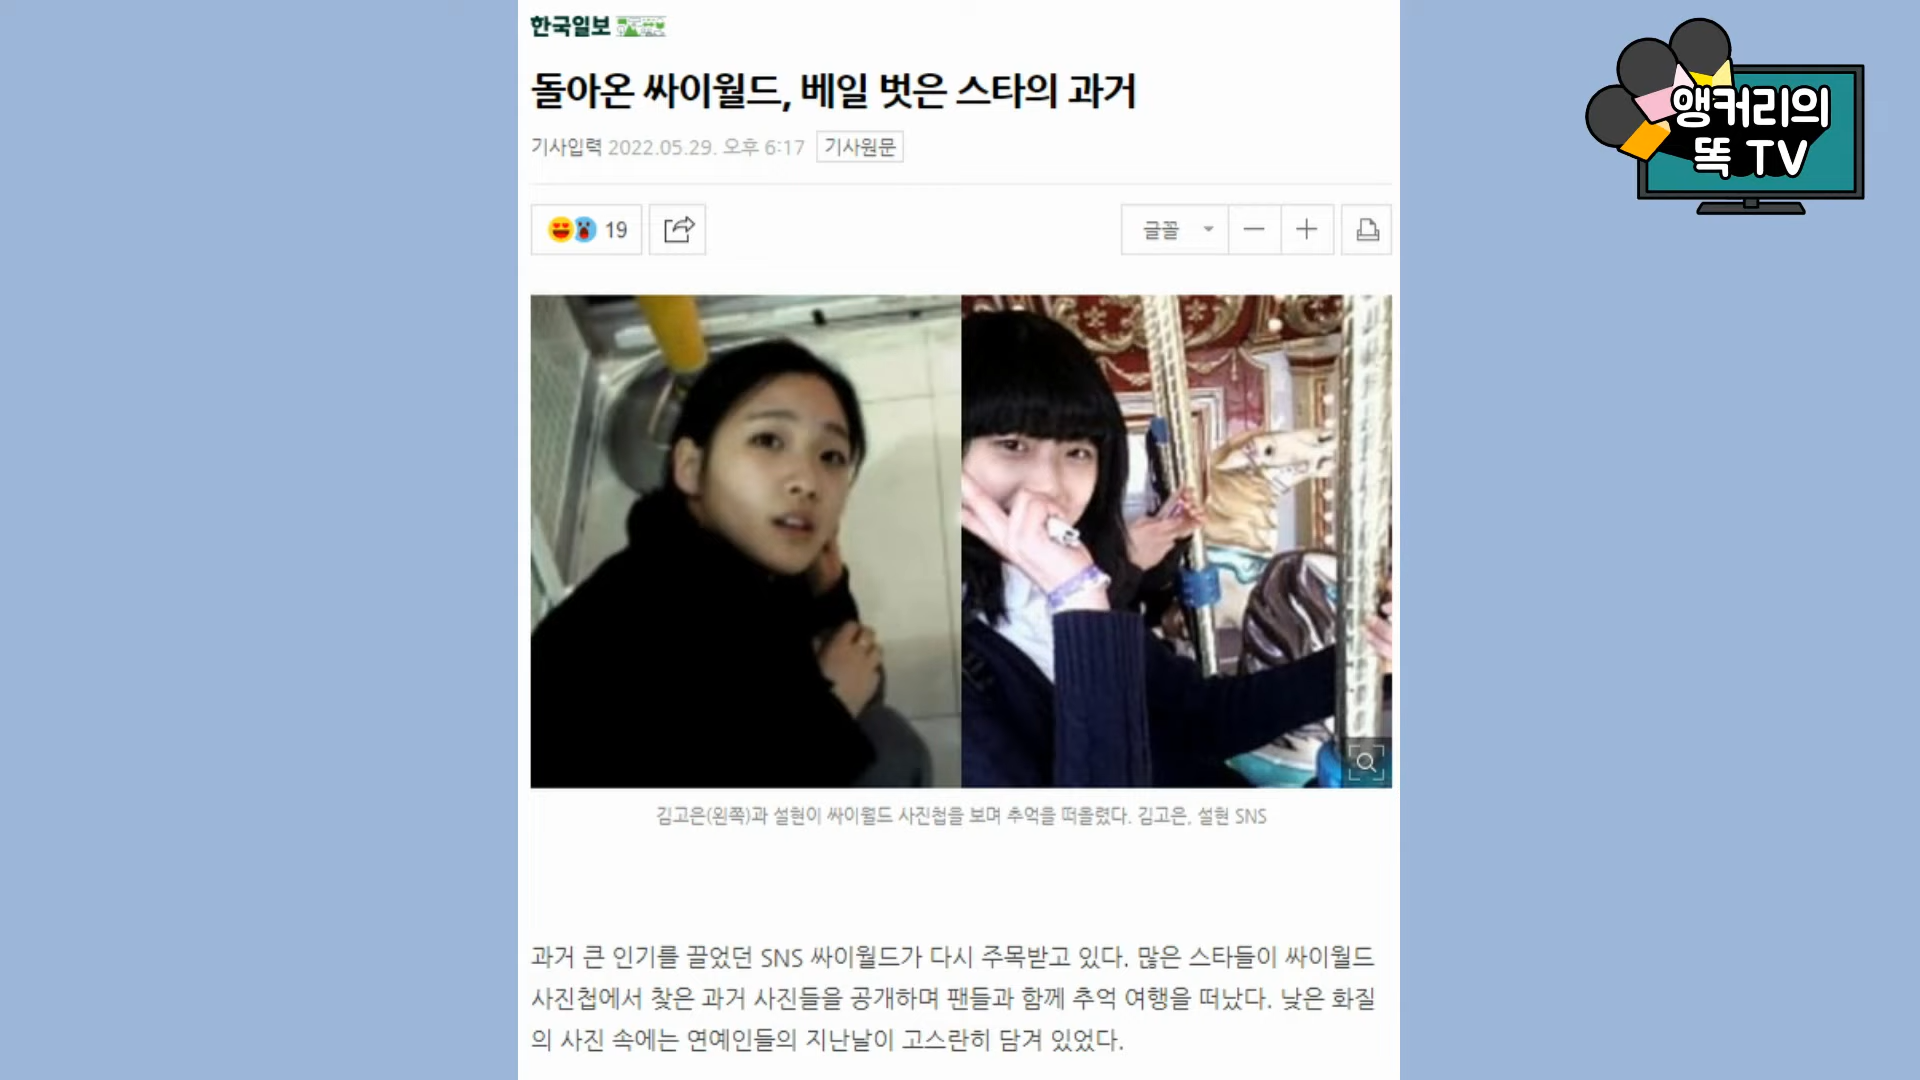 한국일보
돌아온 싸이월드, 베일 벗은 스타의 과거
기사입력 2022.05.29. 오후 6:17 기사원문
19
글꼴
김고은(왼쪽)과 설현이 싸이월드 사진첩을 보며 추억을 떠올렸다. 김고은, 설현 SNS
과거 큰 인기를 끌었던 SNS 싸이월드가 다시 주목받고 있다. 많은 스타들이 싸이월드
사진첩에서 찾은 과거 사진들을 공개하며 팬들과 함께 추억 여행을 떠났다. 낮은 화질
의 사진 속에는 연예인들의 지난날이 고스란히 담겨 있었다.
앵커리의
똑 TV